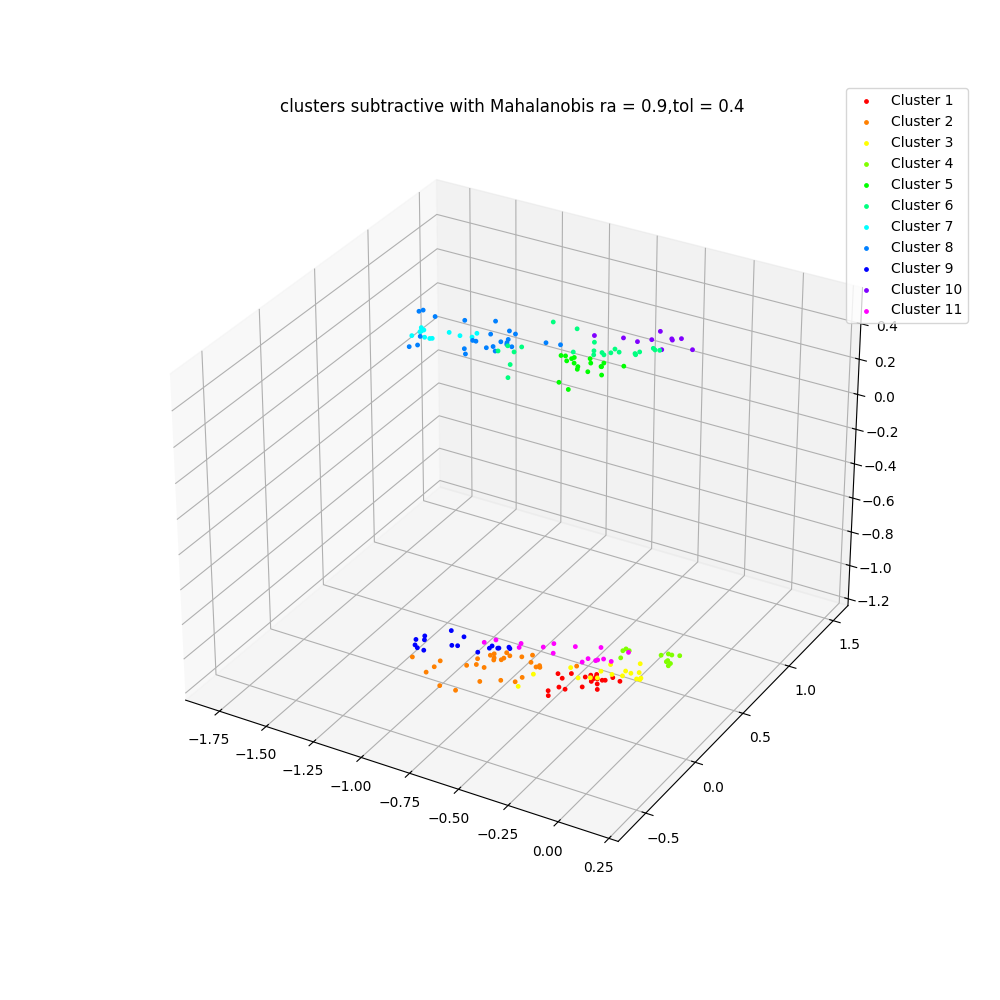 clusters subtractive with Mahalanobis ra = 0.9,tol = 0.4
Cluster 1
Cluster 2
Cluster 3
Cluster 4
Cluster 5
Cluster 6
Cluster 7
Cluster 8
Cluster 9
Cluster 10
Cluster 11
0.4
0.2
0.0
−0.2
−0.4
−0.6
−0.8
−1.0
−1.2
1.5
1.0
0.5
0.0
−0.5
−1.75
−1.50
−1.25
−1.00
−0.75
−0.50
−0.25
0.00
0.25